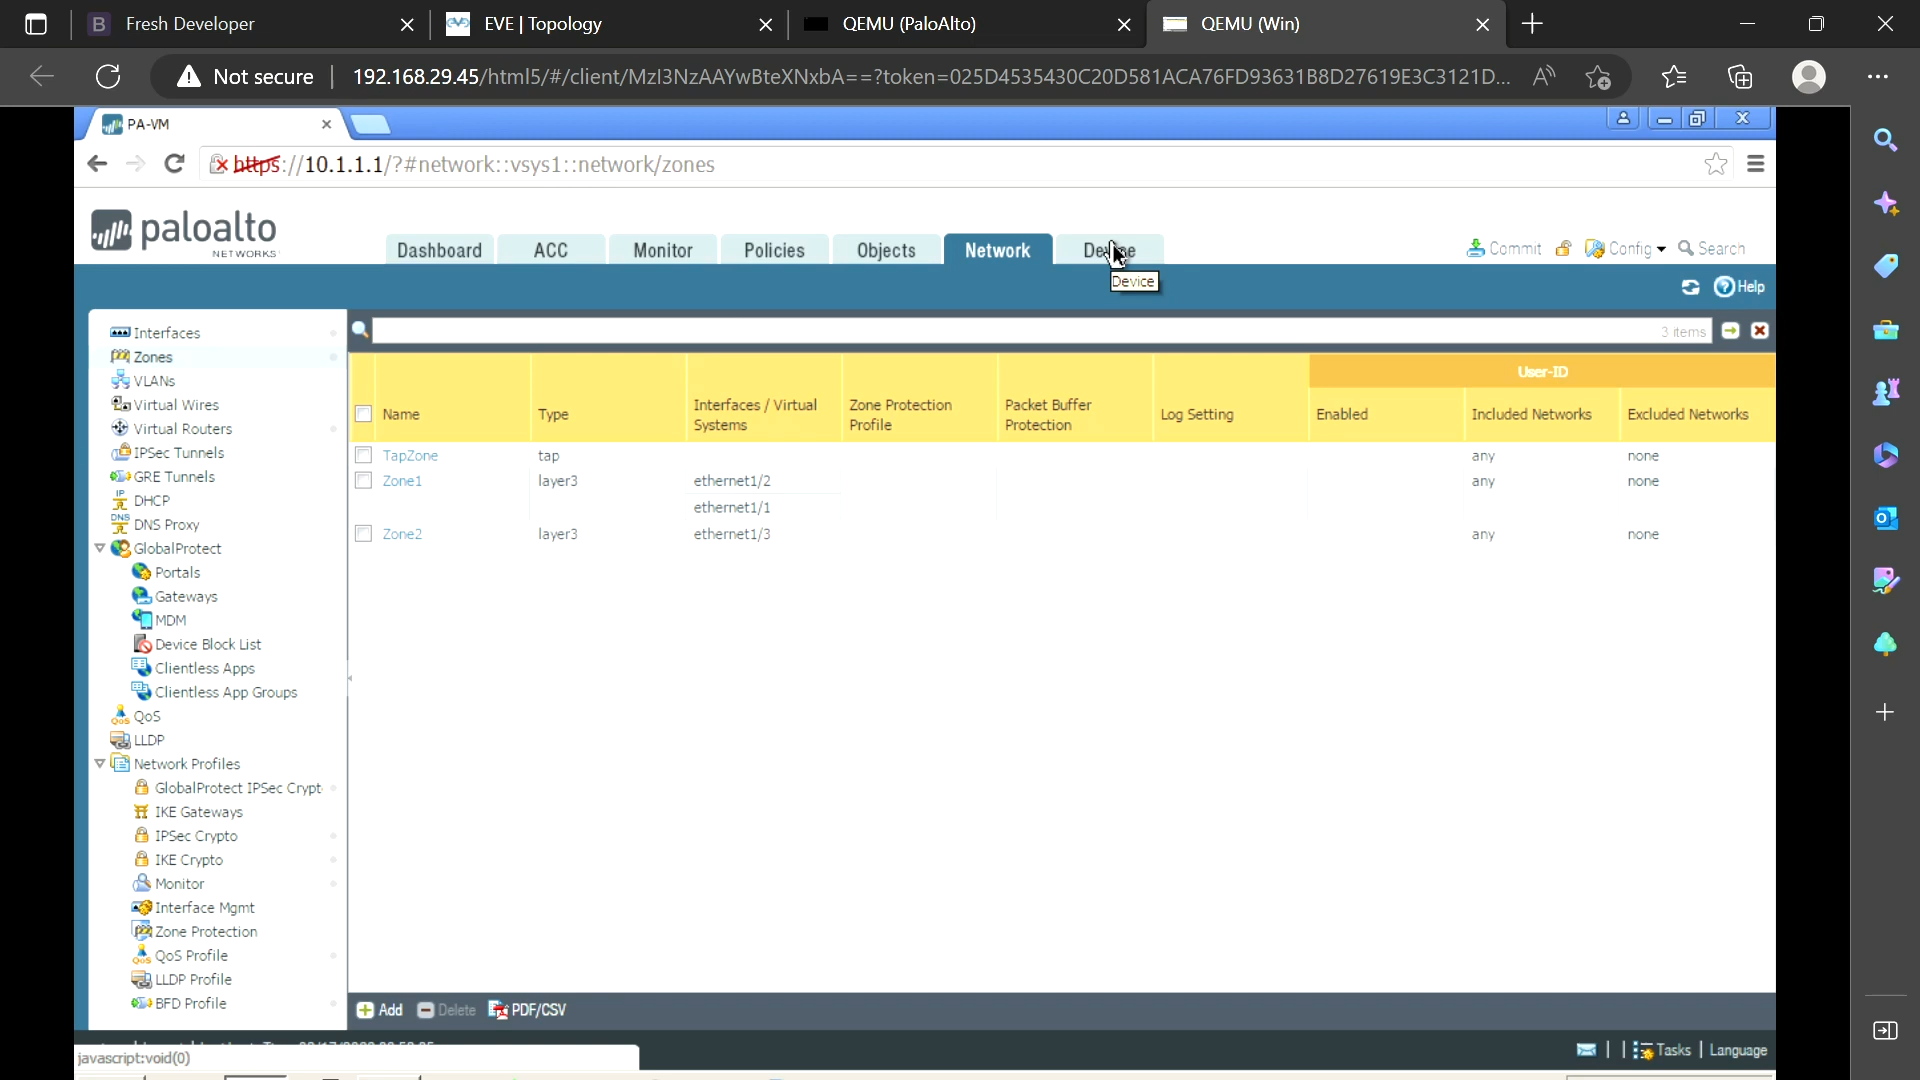 Fresh Developer
EVE | Topology
QEMU (PaloAlto)
QEMU (Win)
Not secure
192.168.29.45/html5/#/client/MzI3NzAAYwBteXNxbA==?token=025D4535430C20D581ACA76FD93631B8D27619E3C3121D...
PA-VM
https://10.1.1.1/?#network::vsys1::network/zones
paloalto
NETWORKS
Dashboard
ACC
Monitor
Policies
Objects
Network
Device
Commit
Config
Search
Device
Help
Interfaces
Zones
VLANs
Virtual Wires
Virtual Routers
IPSec Tunnels
GRE Tunnels
DHCP
DNS Proxy
GlobalProtect
Portals
Gateways
MDM
Device Block List
Clientless Apps
Clientless App Groups
QoS
LLDP
Network Profiles
GlobalProtect IPSec Crypt
IKE Gateways
IPSec Crypto
IKE Crypto
Monitor
Interface Mgmt
Zone Protection
QoS Profile
LLDP Profile
BFD Profile
3 items
User-ID
Name
Type
Interfaces / Virtual Systems
Zone Protection Profile
Packet Buffer Protection
Log Setting
Enabled
Included Networks
Excluded Networks
TapZone tap any none
Zone1 layer3 ethernet1/2 any none
ethernet1/1
Zone2 layer3 ethernet1/3 any none
Add
Delete
PDF/CSV
javascript:void(0)
Tasks
Language